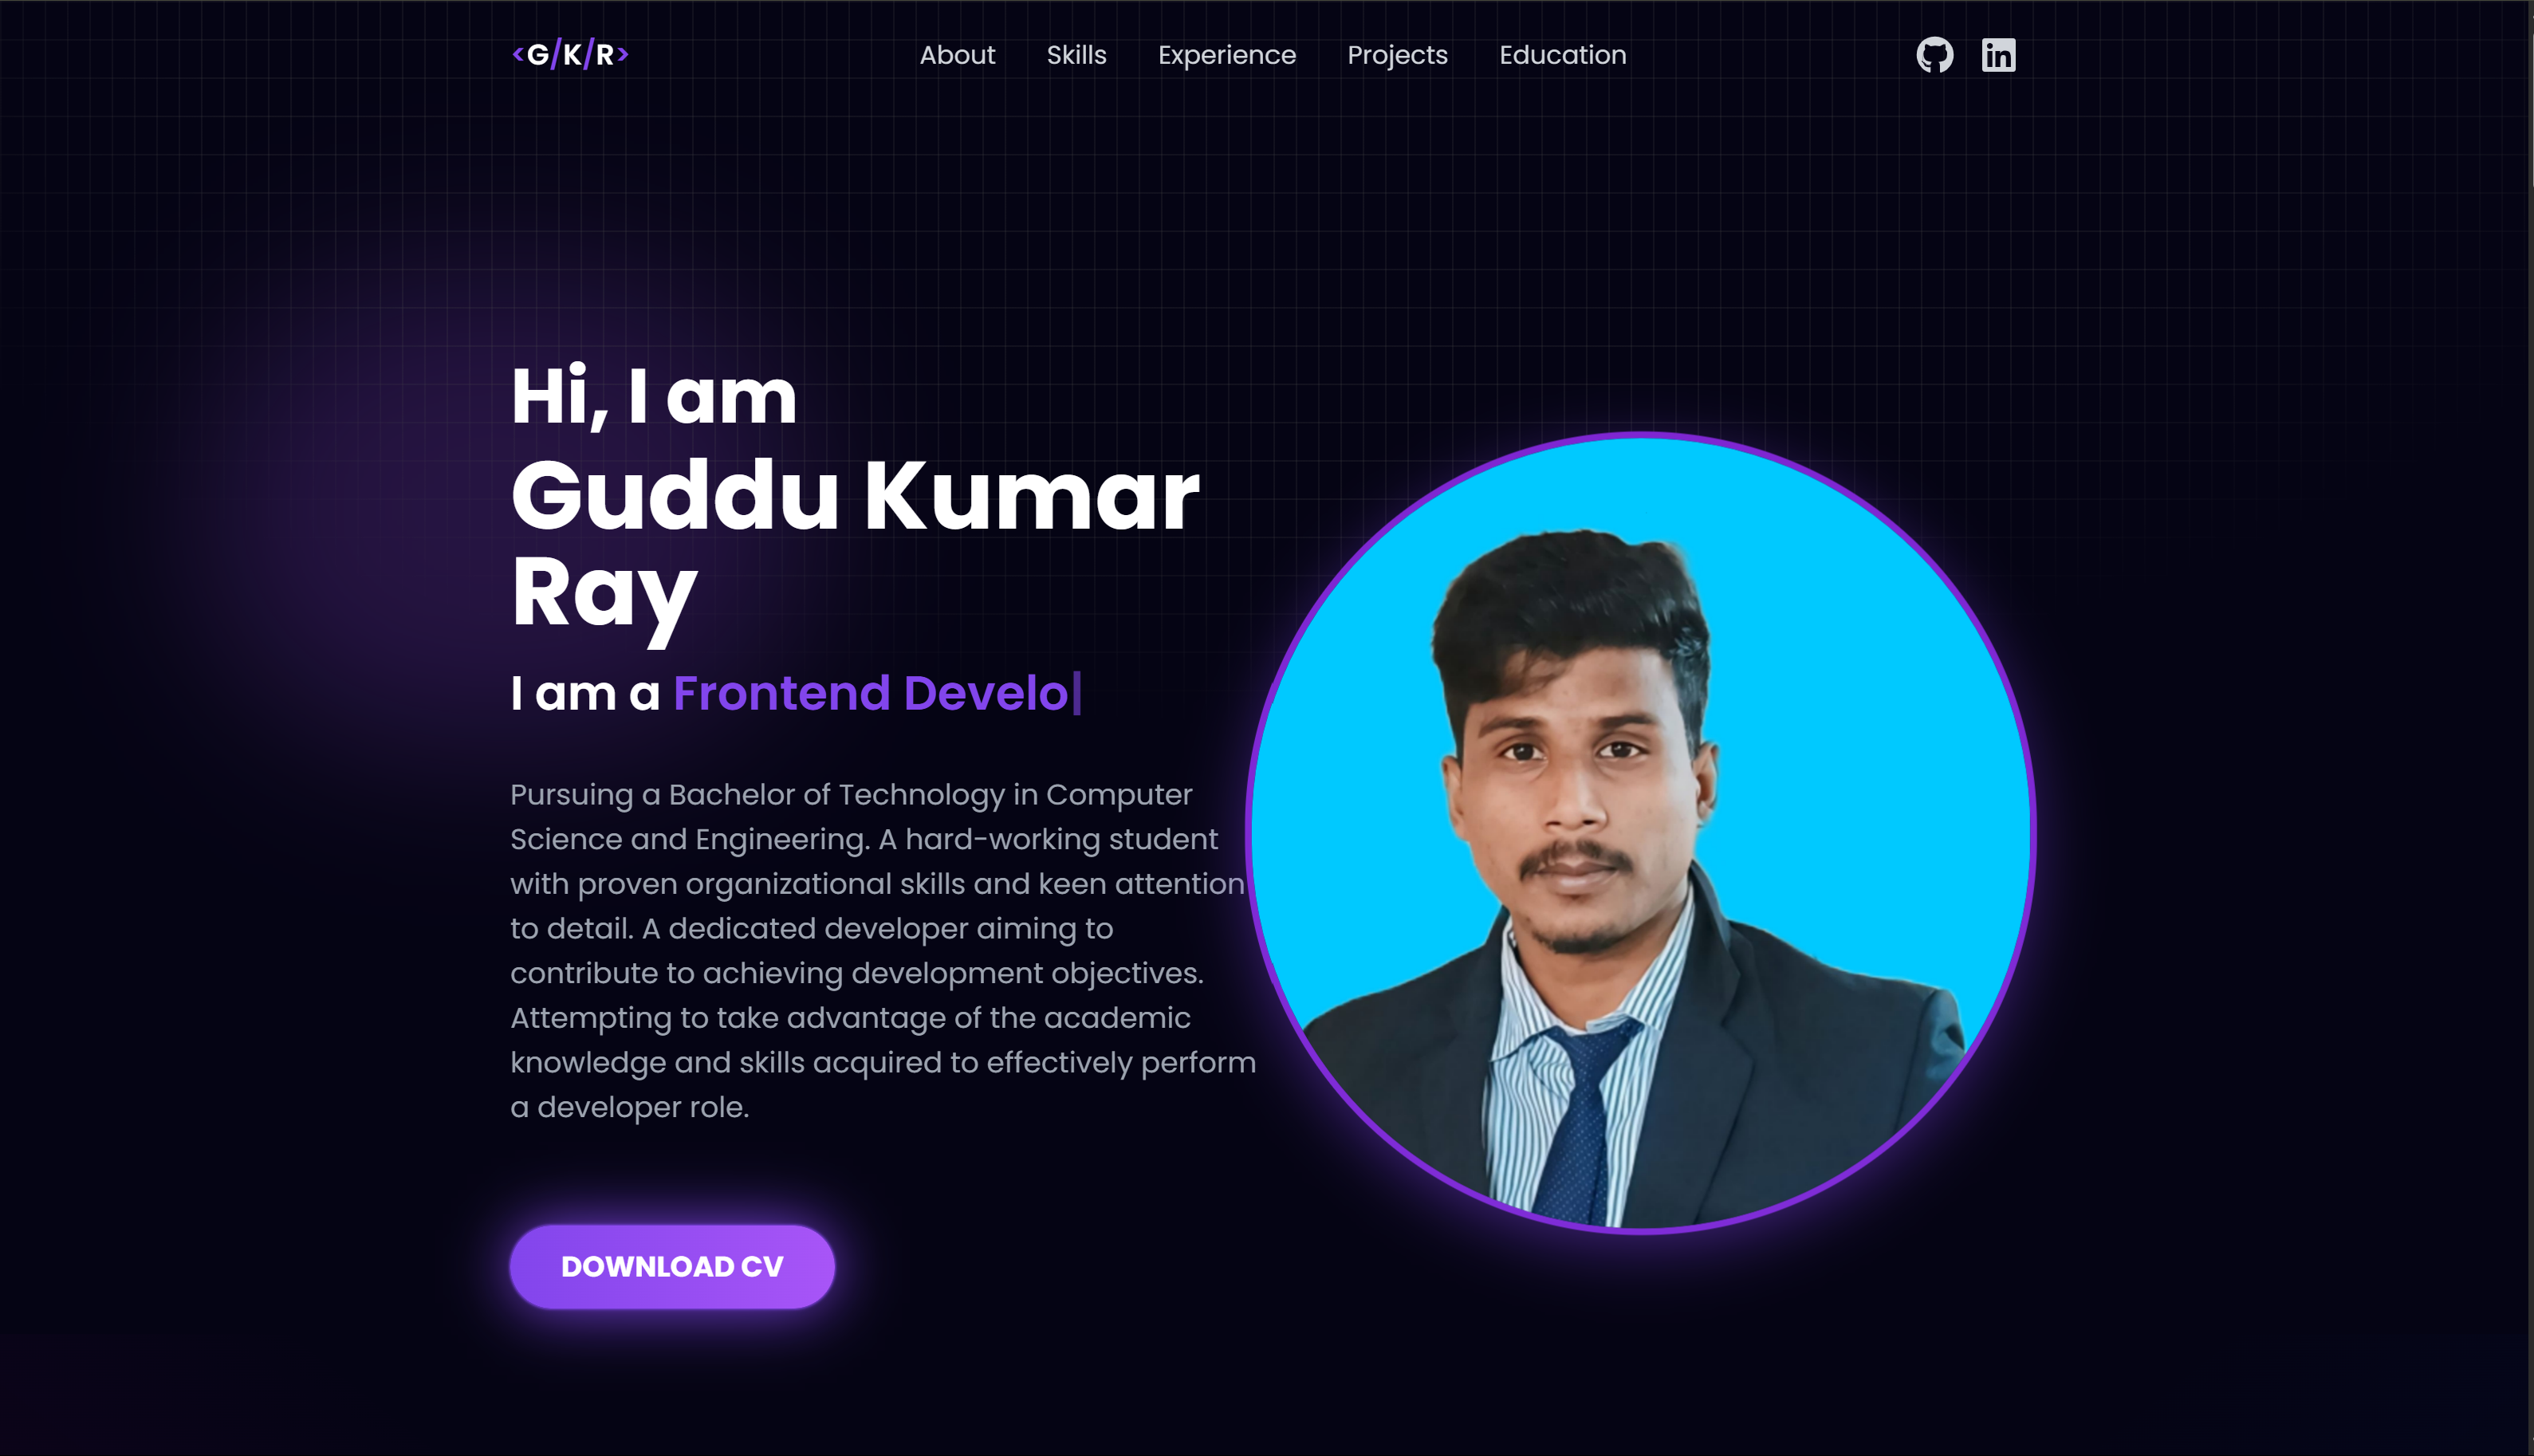 <G/K/R>
About Skills Experience Projects Education
Hi, I am
Guddu Kumar
Ray
I am a Frontend Develo|
Pursuing a Bachelor of Technology in Computer
Science and Engineering. A hard-working student
with proven organizational skills and keen attention
to detail. A dedicated developer aiming to
contribute to achieving development objectives.
Attempting to take advantage of the academic
knowledge and skills acquired to effectively perform
a developer role.
DOWNLOAD CV